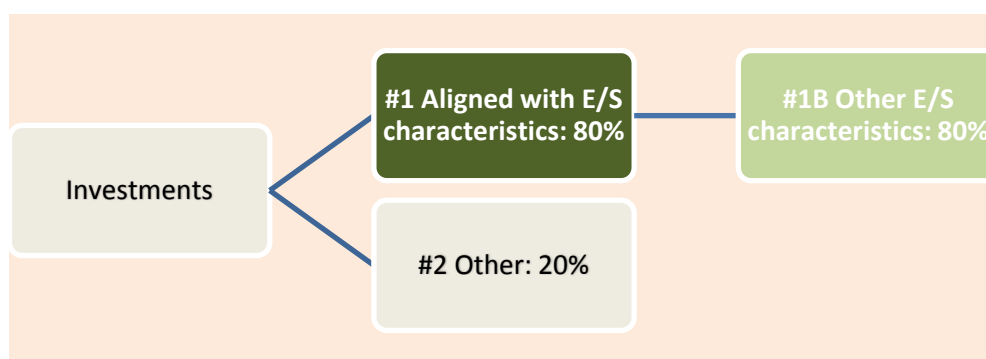 #1 Aligned with E/S
characteristics: 80%
#1B Other E/S
characteristics: 80%
Investments
#2 Other: 20%